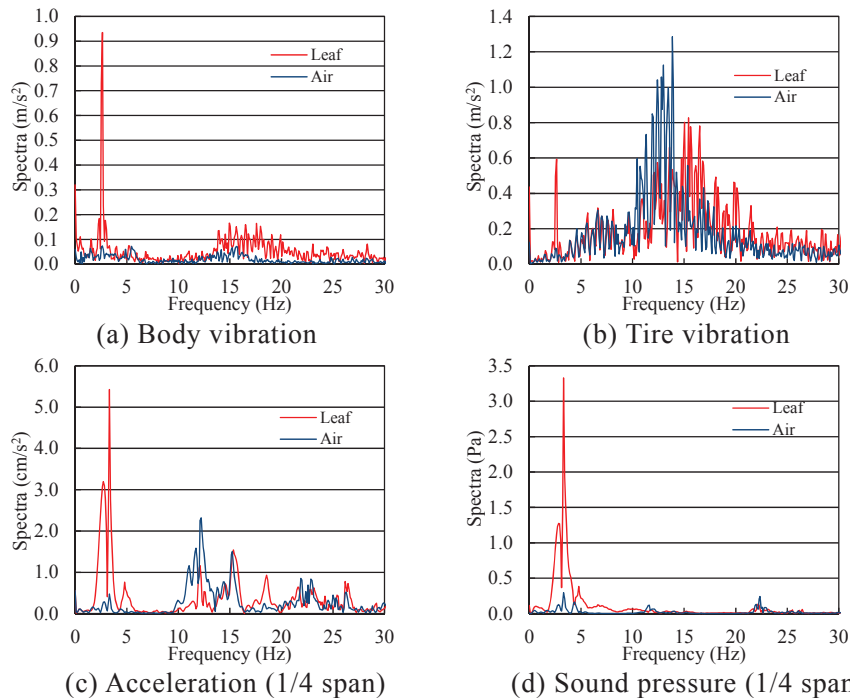 1.0
0.9
0.8
0.7
0.6
0.5
0.4
0.3
0.2
0.1
0.0
Spectra (m/s²)
Leaf
Air
0 5 10 15 20 25 30
Frequency (Hz)
(a) Body vibration
1.4
1.2
1.0
0.8
0.6
0.4
0.2
0.0
Spectra (m/s²)
Leaf
Air
0 5 10 15 20 25 30
Frequency (Hz)
(b) Tire vibration
6.0
5.0
4.0
3.0
2.0
1.0
0.0
Spectra (cm/s²)
Leaf
Air
0 5 10 15 20 25 30
Frequency (Hz)
(c) Acceleration (1/4 span)
3.5
3.0
2.5
2.0
1.5
1.0
0.5
0.0
Spectra (Pa)
Leaf
Air
0 5 10 15 20 25 30
Frequency (Hz)
(d) Sound pressure (1/4 span